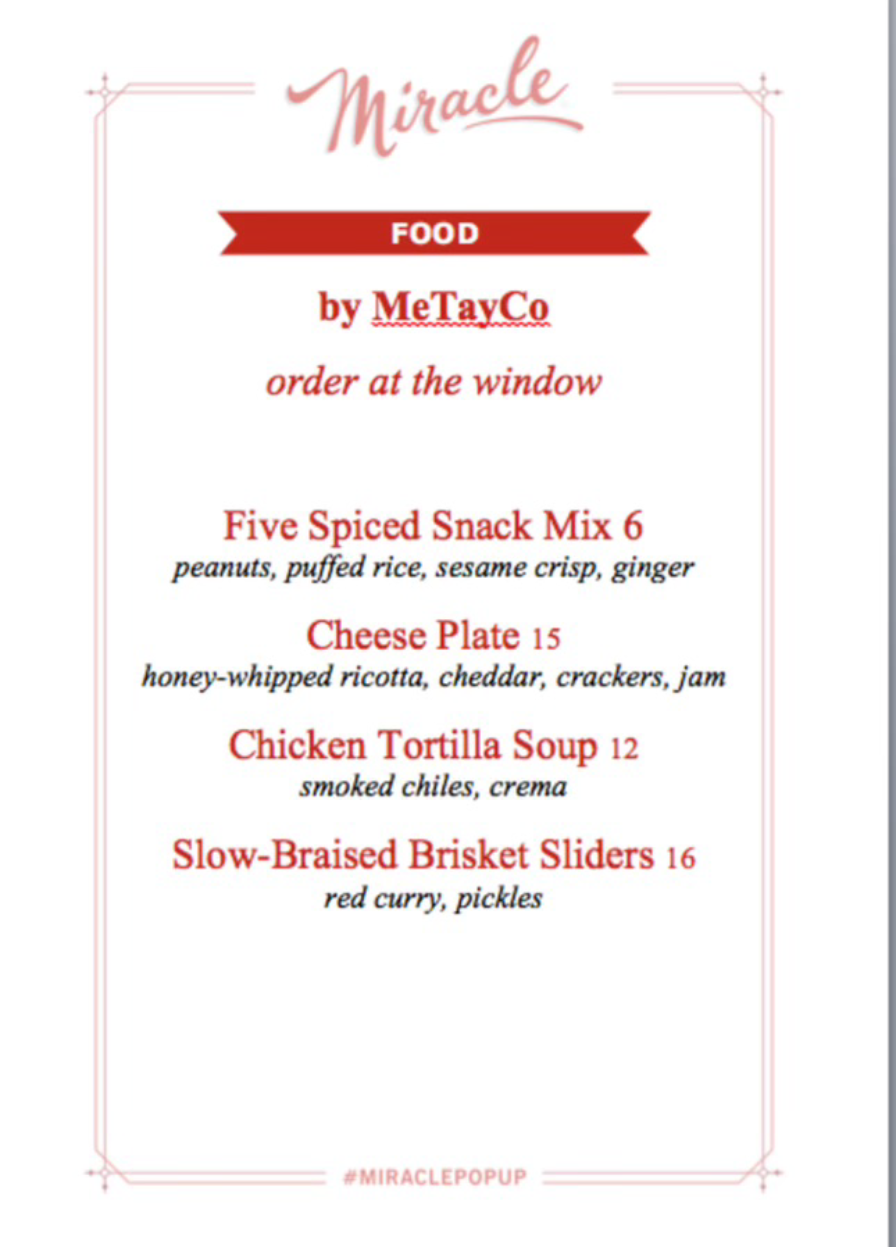 Miracle
FOOD
by MeTayCo
order at the window
Five Spiced Snack Mix 6
peanuts, puffed rice, sesame crisp, ginger
Cheese Plate 15
honey-whipped ricotta, cheddar, crackers, jam
Chicken Tortilla Soup 12
smoked chiles, crema
Slow-Braised Brisket Sliders 16
red curry, pickles
#MIRACLEPOPUP